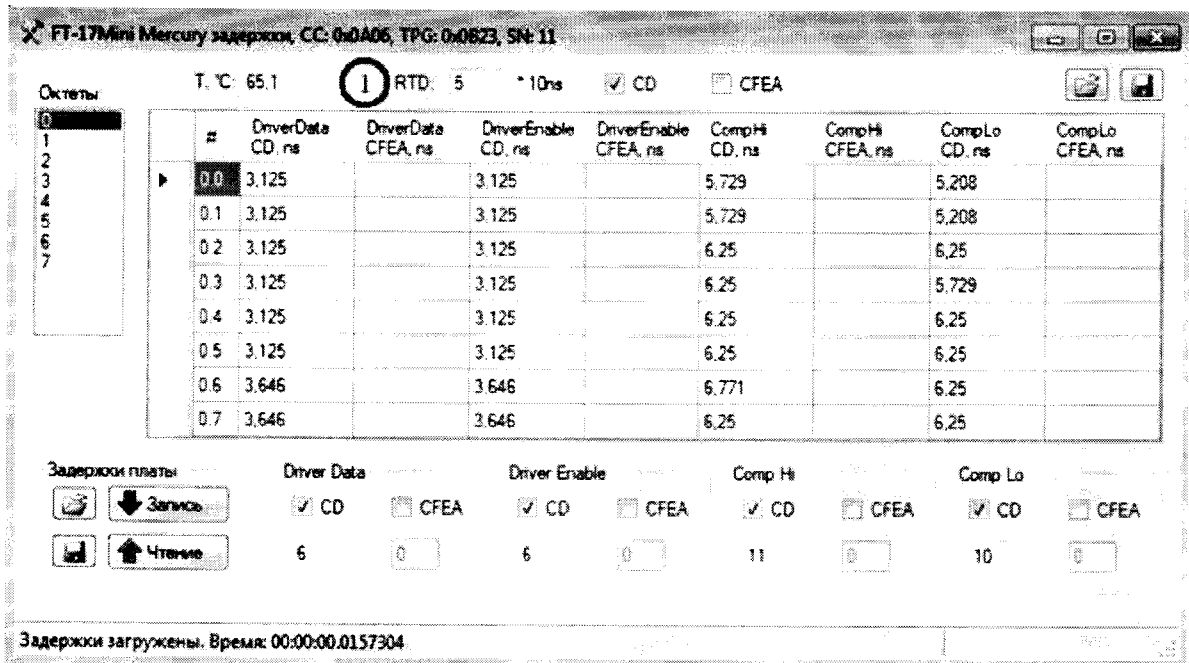 FT-17Mini Mercury задержки, CC: 0x0A06, TPG: 0x0B23, SN: 11
Октеты T, °C: 65,1 1 RTD: 5 * 10ns CD CFEA
0
1
2
3
4
5
6
7
# DriverData CD, ns DriverData CFEA, ns DriverEnable CD, ns DriverEnable CFEA, ns CompHi CD, ns CompHi CFEA, ns CompLo CD, ns CompLo CFEA, ns
0.0 3,125 3,125 5,729 5,208
0.1 3,125 3,125 5,729 5,208
0.2 3,125 3,125 6,25 6,25
0.3 3,125 3,125 6,25 5,729
0.4 3,125 3,125 6,25 6,25
0.5 3,125 3,125 6,25 6,25
0.6 3,646 3,646 6,771 6,25
0.7 3,646 3,646 6,25 6,25
Задержки платы Driver Data Driver Enable Comp Hi Comp Lo
Запись CD CFEA CD CFEA CD CFEA CD CFEA
Чтение 6 0 6 0 11 0 10 0
Задержки загружены. Время: 00:00:00.0157304